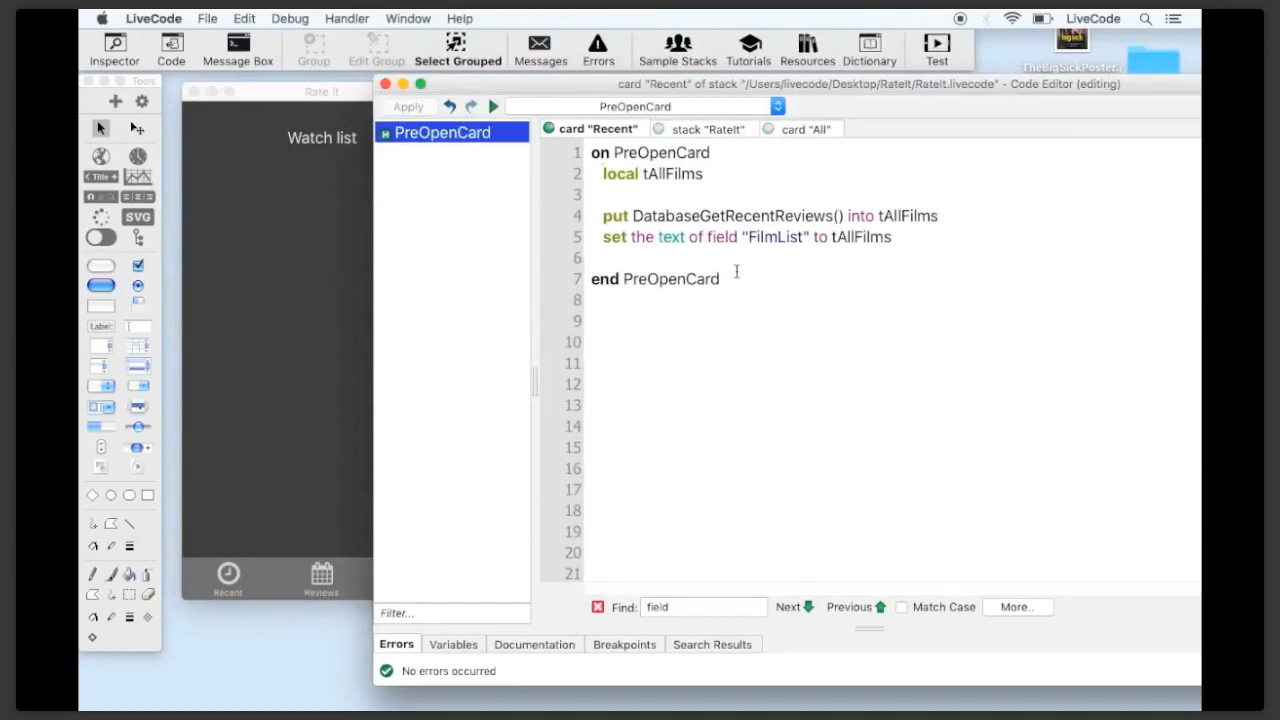 LiveCode File Edit Debug Handler Window Help LiveCode
Inspector Code Message Box Group Edit Group Select Grouped Messages Errors Sample Stacks Tutorials Resources Dictionary Test
Tools
Rate It
card "Recent" of stack "/Users/livecode/Desktop/RateIt/RateIt.livecode" - Code Editor (editing)
Apply PreOpenCard
PreOpenCard
card "Recent" stack "RateIt" card "All"
Watch list
1 on PreOpenCard
2 local tAllFilms
3
4 put DatabaseGetRecentReviews() into tAllFilms
5 set the text of field "FilmList" to tAllFilms
6
7 end PreOpenCard
8
9
10
11
12
13
14
15
16
17
18
19
20
21
Title
SVG
Label:
Recent Reviews
Filter...
Find: field Next Previous Match Case More..
Errors Variables Documentation Breakpoints Search Results
No errors occurred